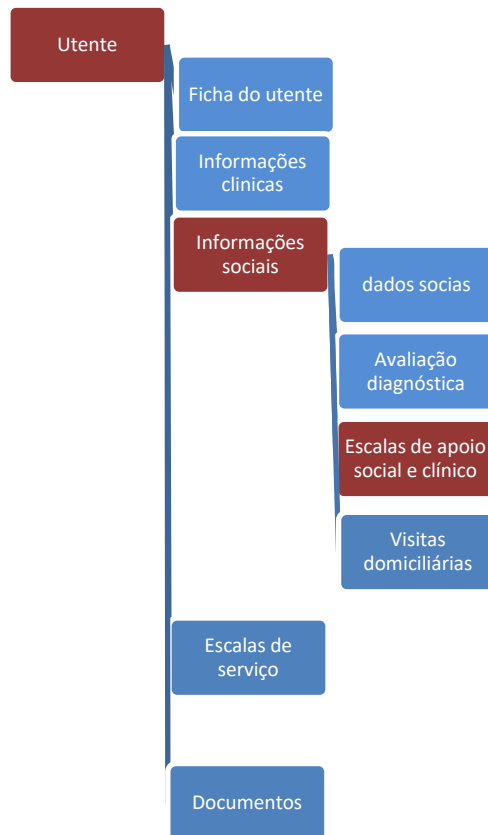 Utente
Ficha do utente
Informações
clinicas
Informações
sociais
dados socias
Avaliação
diagnóstica
Escalas de apoio
social e clínico
Visitas
domiciliárias
Escalas de
serviço
Documentos